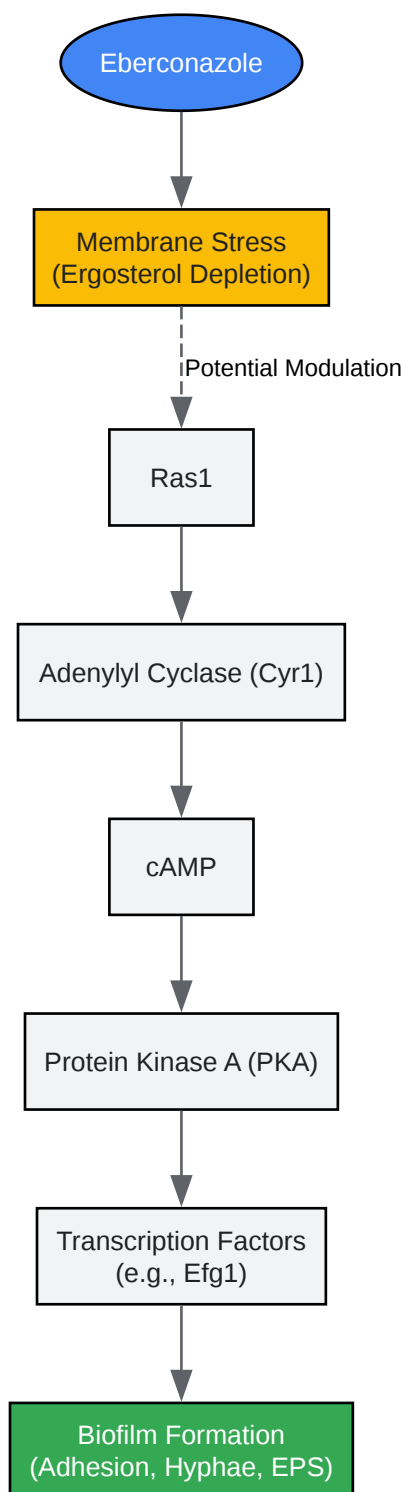 Eberconazole
Membrane Stress
(Ergosterol Depletion)
Potential Modulation
Ras1
Adenylyl Cyclase (Cyr1)
cAMP
Protein Kinase A (PKA)
Transcription Factors
(e.g., Efg1)
Biofilm Formation
(Adhesion, Hyphae, EPS)